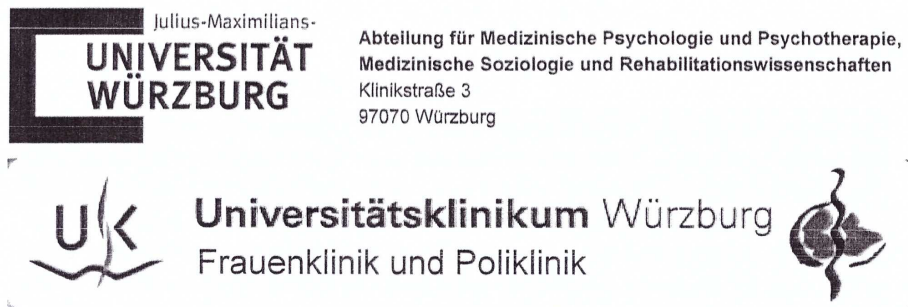 Julius-Maximilians-
UNIVERSITÄT
WÜRZBURG
Abteilung für Medizinische Psychologie und Psychotherapie,
Medizinische Soziologie und Rehabilitationswissenschaften
Klinikstraße 3
97070 Würzburg
UK
Universitätsklinikum Würzburg
Frauenklinik und Poliklinik